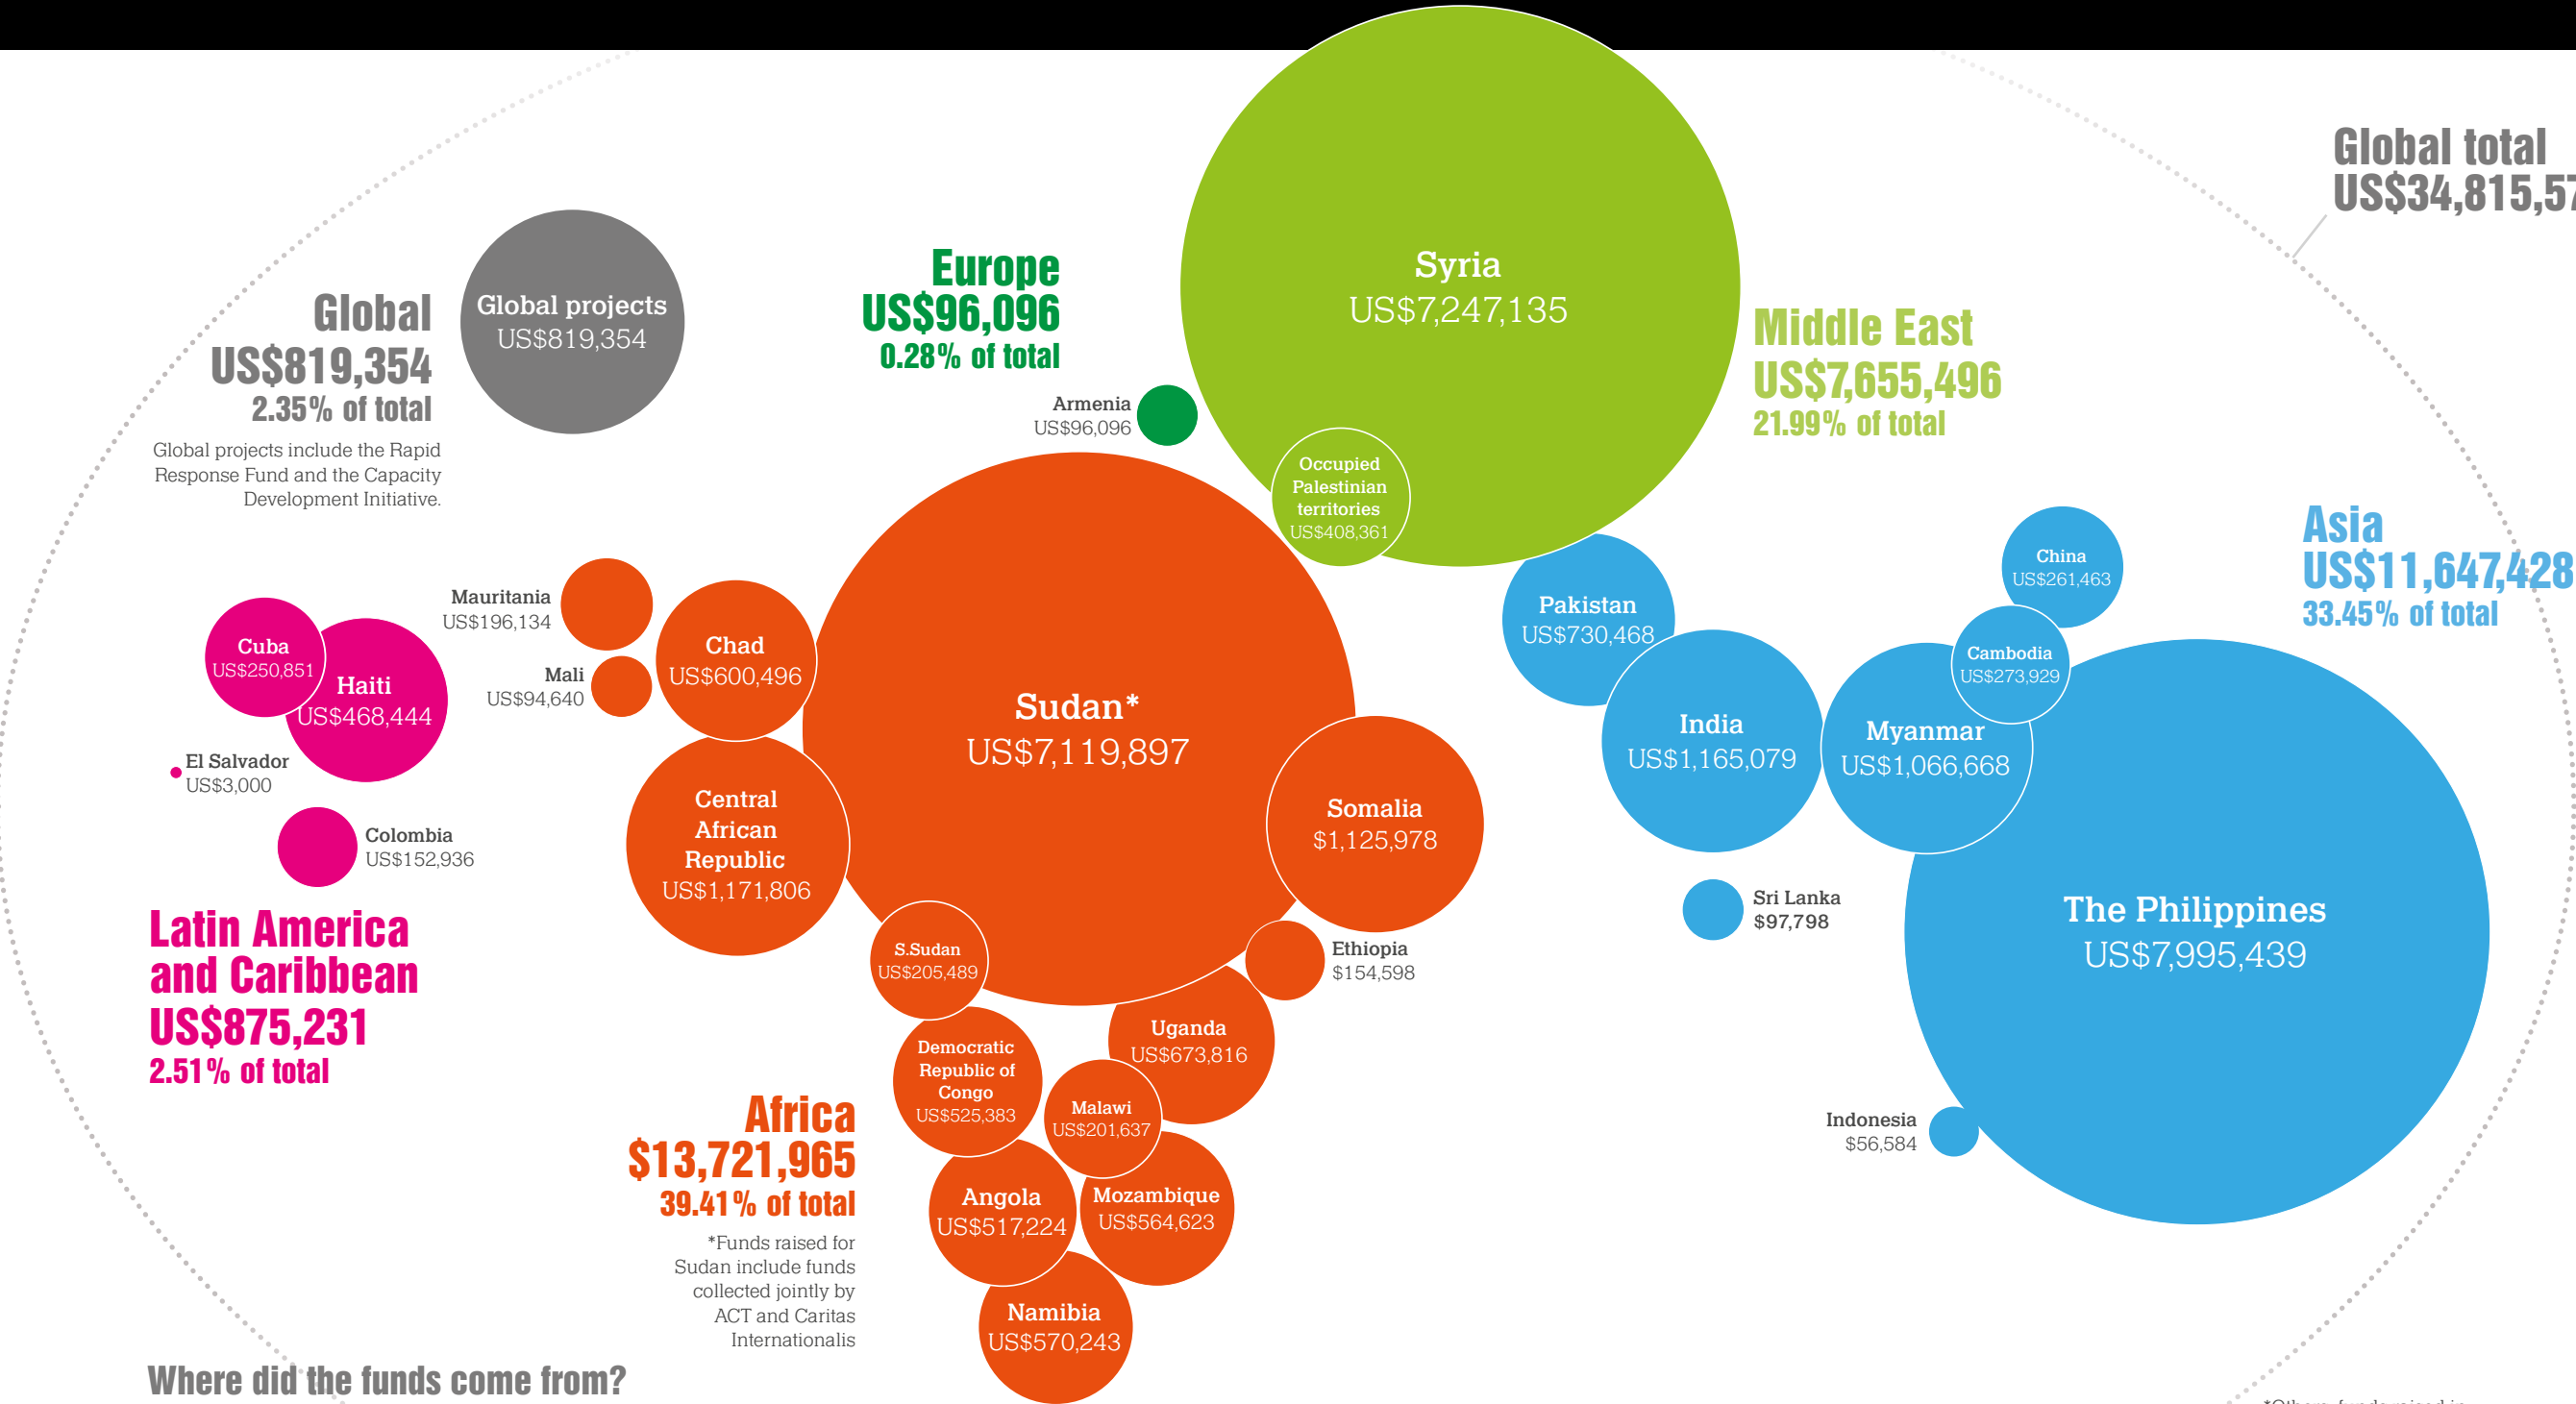 Global total
US$34,815,57
Global
US$819,354
2.35% of total
Global projects include the Rapid
Response Fund and the Capacity
Development Initiative.
Global projects
US$819,354
Europe
US$96,096
0.28% of total
Armenia
US$96,096
Syria
US$7,247,135
Occupied
Palestinian
territories
US$408,361
Middle East
US$7,655,496
21.99% of total
Asia
US$11,647,428
33.45% of total
China
US$261,463
Cambodia
US$273,929
Pakistan
US$730,468
India
US$1,165,079
Myanmar
US$1,066,668
Sri Lanka
$97,798
The Philippines
US$7,995,439
Indonesia
$56,584
Mauritania
US$196,134
Mali
US$94,640
Chad
US$600,496
Sudan*
US$7,119,897
Central
African
Republic
US$1,171,806
Somalia
$1,125,978
S.Sudan
US$205,489
Ethiopia
$154,598
Uganda
US$673,816
Democratic
Republic of
Congo
US$525,383
Malawi
US$201,637
Angola
US$517,224
Mozambique
US$564,623
Namibia
US$570,243
Cuba
US$250,851
Haiti
US$468,444
El Salvador
US$3,000
Colombia
US$152,936
Latin America
and Caribbean
US$875,231
2.51% of total
Africa
$13,721,965
39.41% of total
*Funds raised for
Sudan include funds
collected jointly by
ACT and Caritas
Internationalis
Where did the funds come from?
*Others: funds raised in